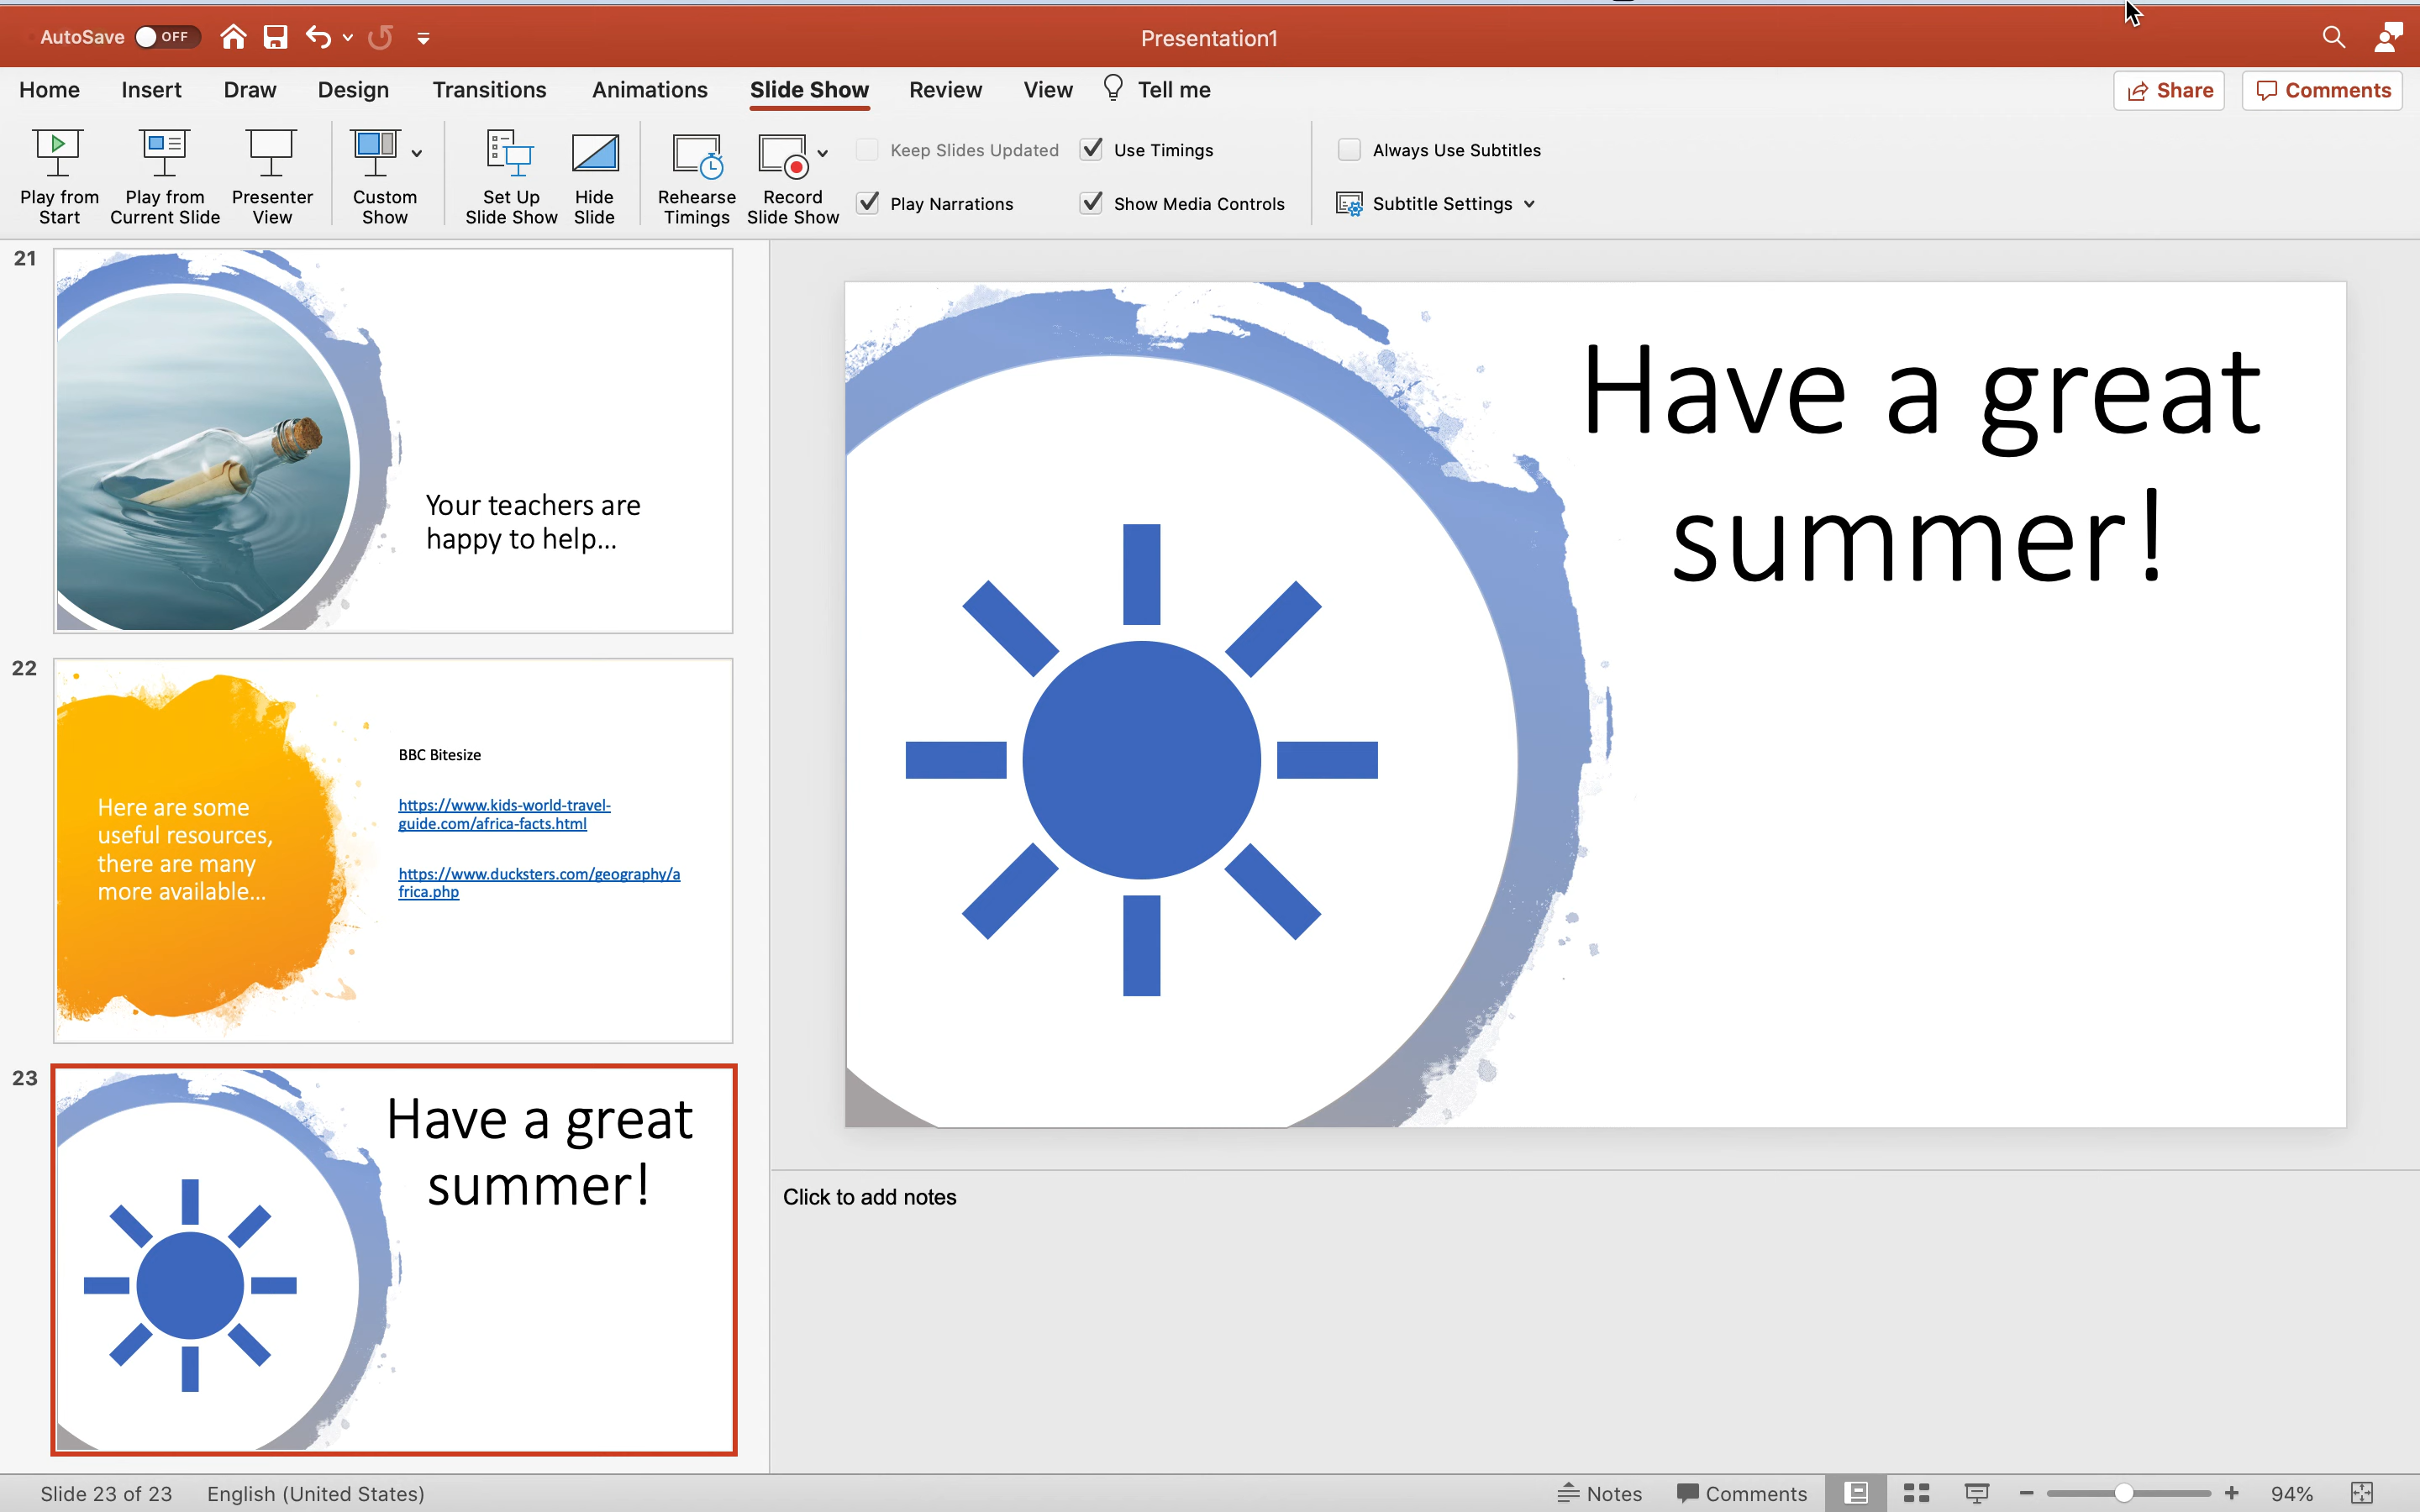 AutoSave OFF
Presentation1
Home Insert Draw Design Transitions Animations Slide Show Review View Tell me
Share Comments
Play from
Start
Play from
Current Slide
Presenter
View
Custom
Show
Set Up
Slide Show
Hide
Slide
Rehearse
Timings
Record
Slide Show
Keep Slides Updated
Play Narrations
Use Timings
Show Media Controls
Always Use Subtitles
Subtitle Settings
21
Your teachers are
happy to help...
22
Here are some
useful resources,
there are many
more available...
BBC Bitesize
https://www.kids-world-travel-
guide.com/africa-facts.html
https://www.ducksters.com/geography/a
frica.php
23
Have a great
summer!
Have a great
summer!
Click to add notes
Slide 23 of 23 English (United States)
Notes Comments 94%